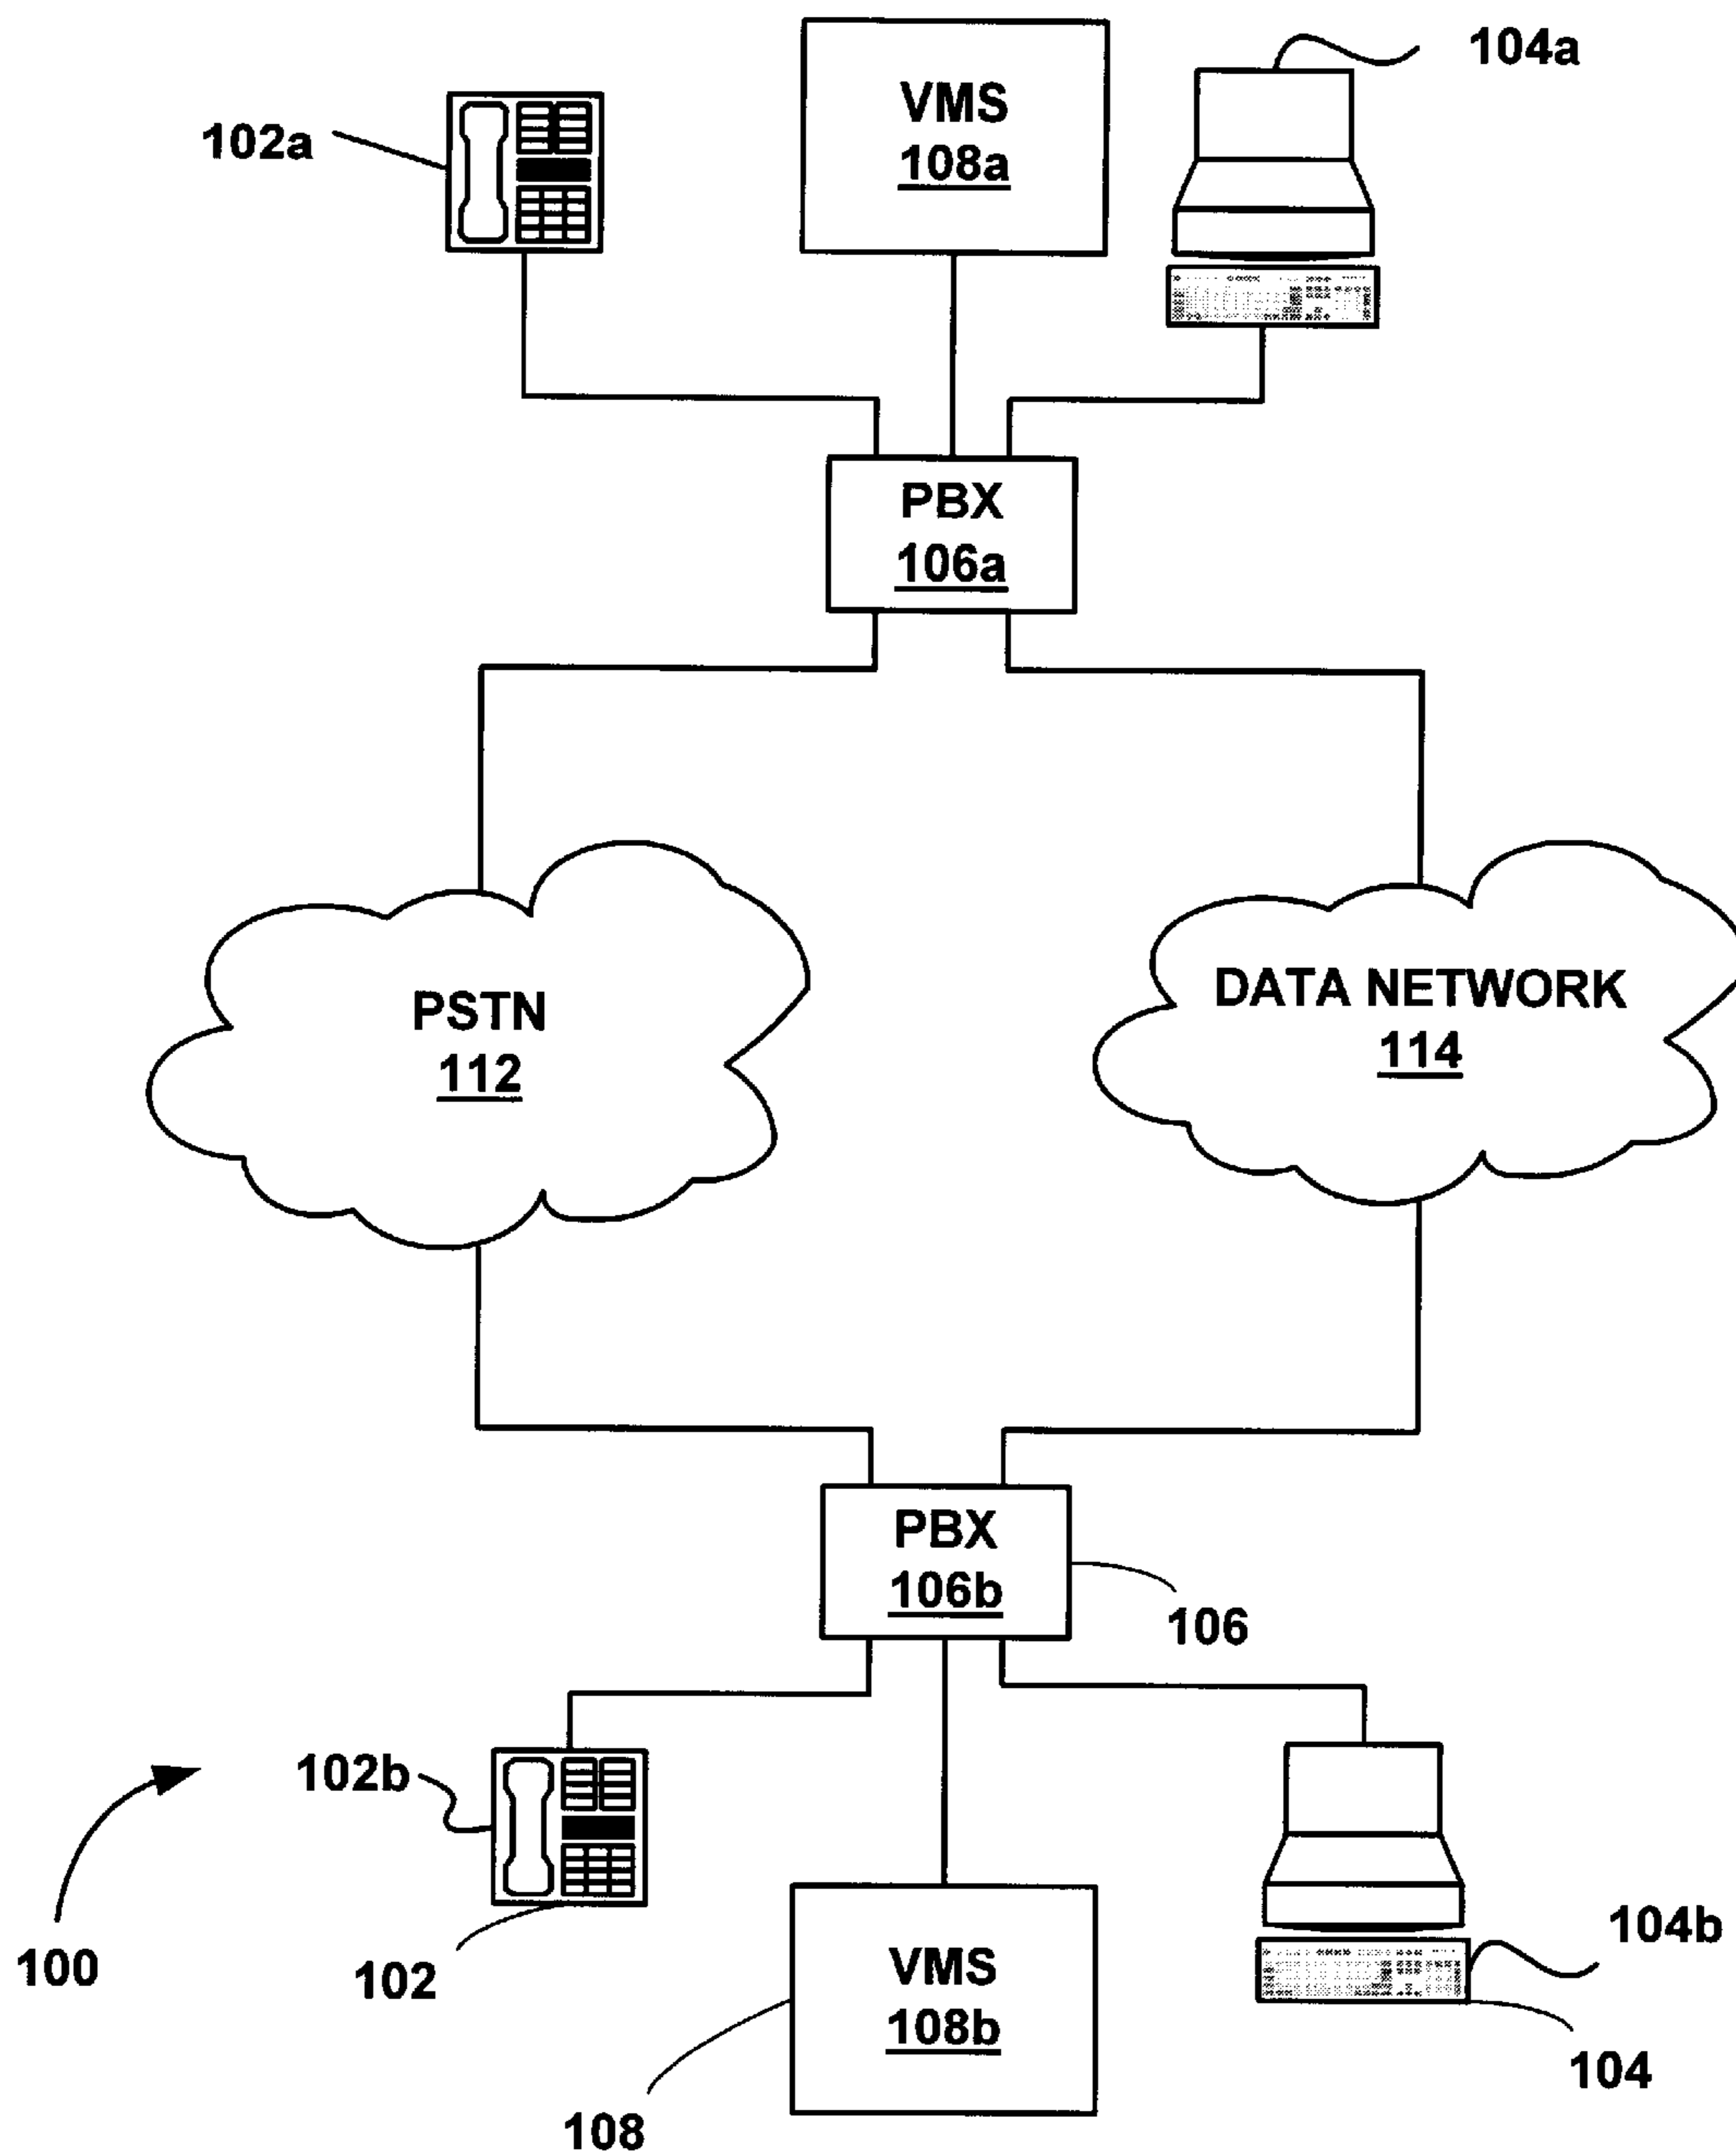 104a
VMS
108a
102a
PBX
106a
PSTN
112
DATA NETWORK
114
PBX
106b
106
102b
104b
100
102
VMS
108b
104
108